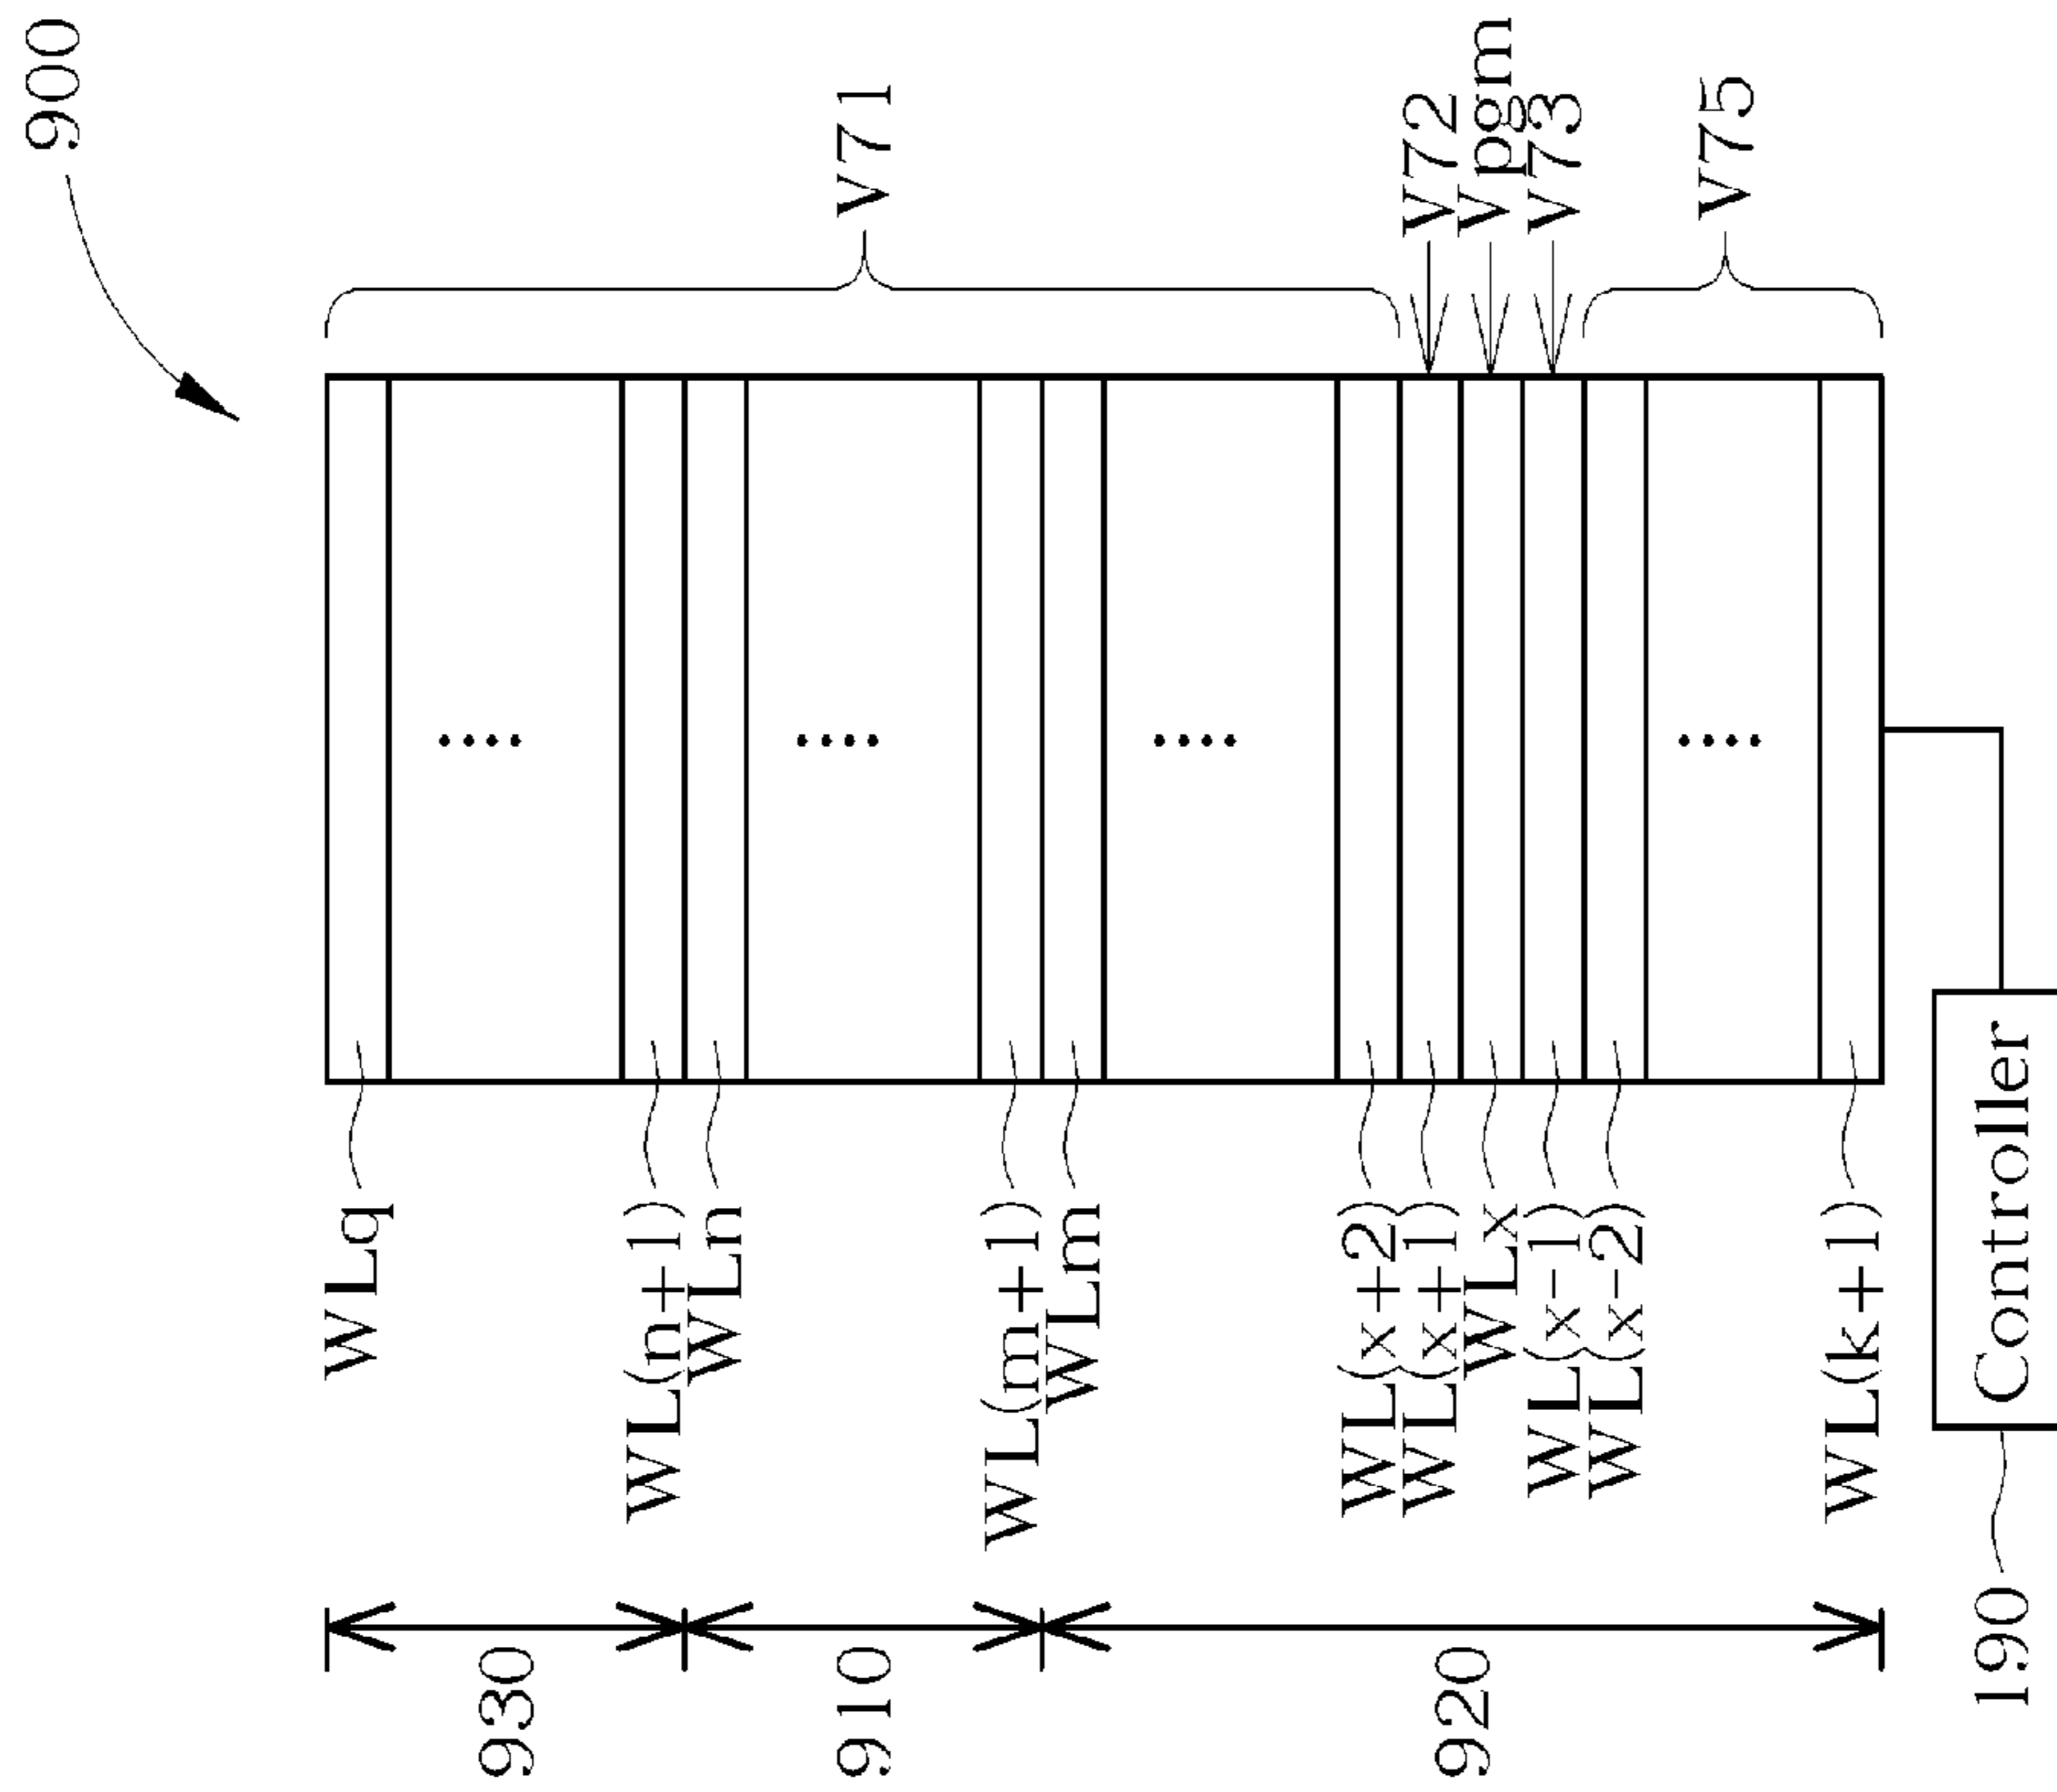 900
930
WLq
WL(n+1)
V71
910
WLn
WL(m+1)
920
WLm
WL(x+2)
WL(x+1)
V72
WLx
Vpgm
WL(x-1)
V73
WL(x-2)
V75
WL(k+1)
190
Controller